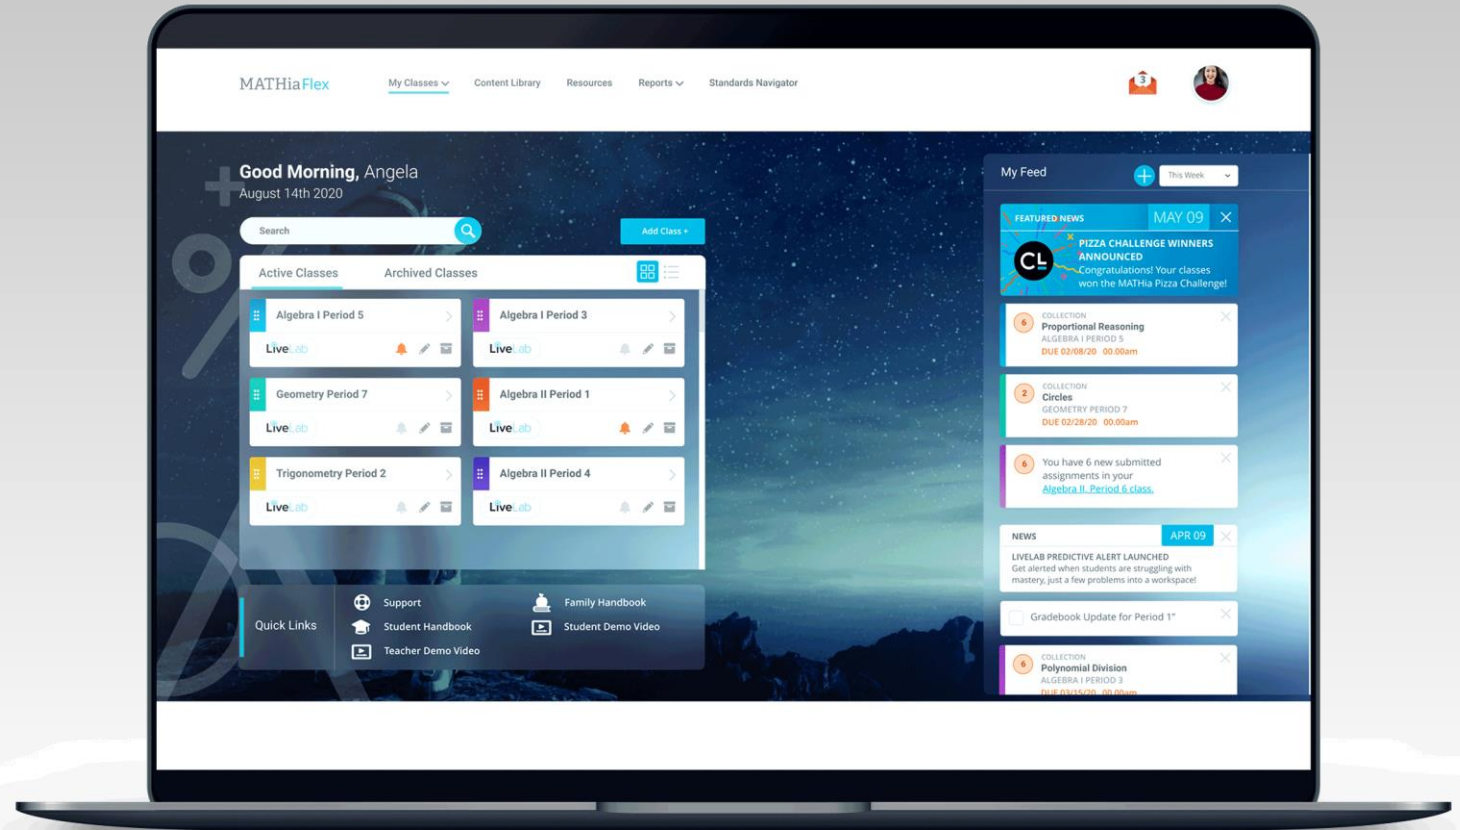 MATHiaFlex
My Classes
Content Library
Resources
Reports
Standards Navigator
3
Good Morning, Angela
August 14th 2020
Search
Add Class +
Active Classes
Archived Classes
Algebra I Period 5
LiveLab
Algebra I Period 3
LiveLab
Geometry Period 7
LiveLab
Algebra II Period 1
LiveLab
Trigonometry Period 2
LiveLab
Algebra II Period 4
LiveLab
Quick Links
Support
Student Handbook
Teacher Demo Video
Family Handbook
Student Demo Video
My Feed
This Week
FEATURED NEWS
MAY 09
CL
PIZZA CHALLENGE WINNERS
ANNOUNCED
Congratulations! Your classes
won the MATHia Pizza Challenge!
6
COLLECTION
Proportional Reasoning
ALGEBRA I PERIOD 5
DUE 02/08/20 00.00am
2
COLLECTION
Circles
GEOMETRY PERIOD 7
DUE 02/28/20 00.00am
6
You have 6 new submitted
assignments in your
Algebra II, Period 6 class.
NEWS
APR 09
LIVELAB PREDICTIVE ALERT LAUNCHED
Get alerted when students are struggling with
mastery, just a few problems into a workspace!
Gradebook Update for Period 1"
6
COLLECTION
Polynomial Division
ALGEBRA I PERIOD 3
DUE 03/15/20 00.00am